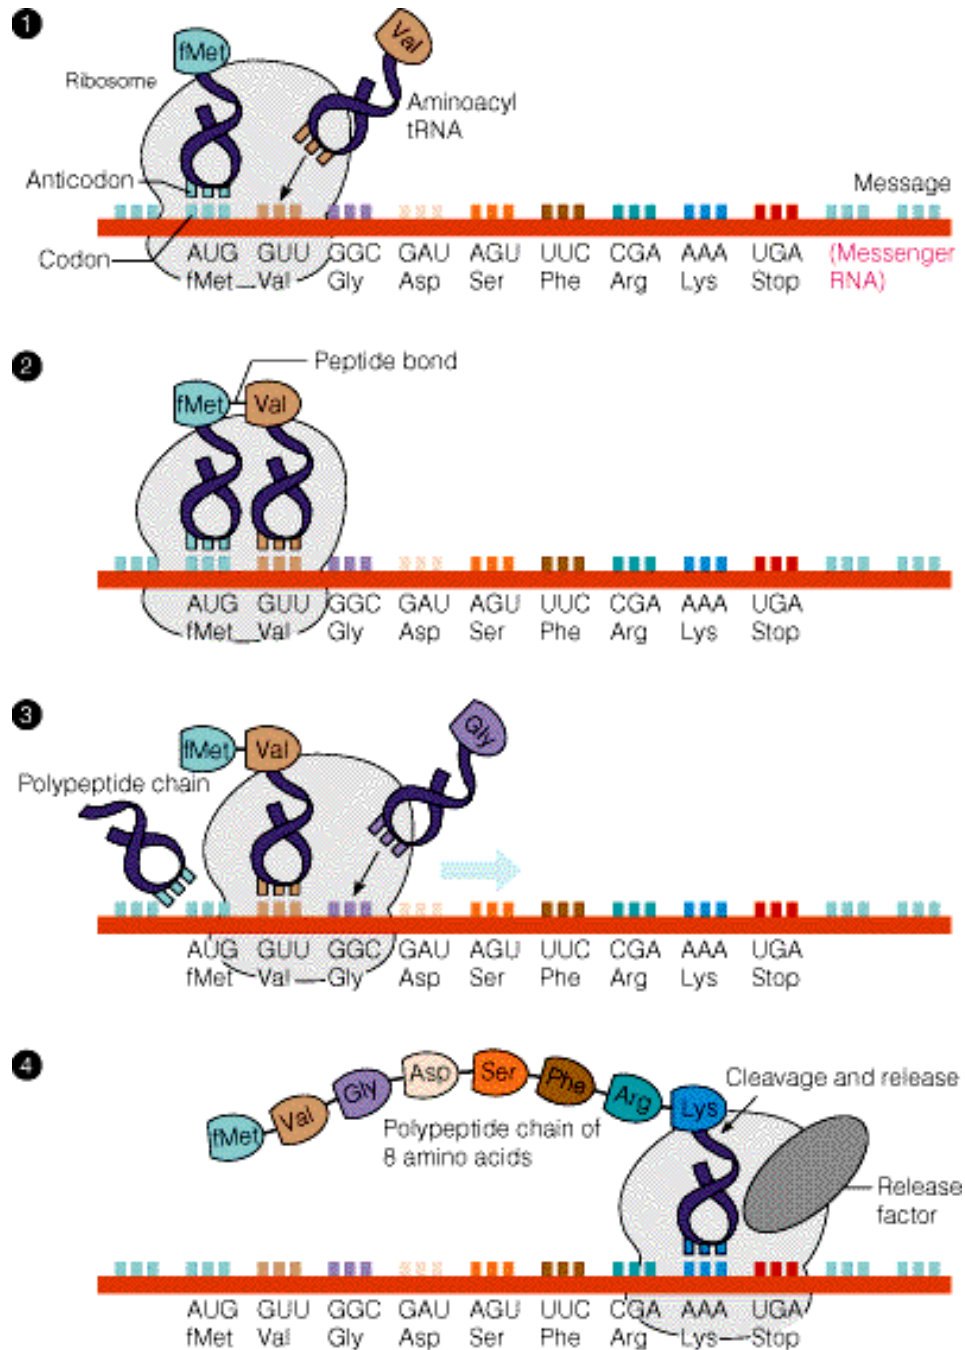 1
fMet
Val
Ribosome
Aminoacyl
tRNA
Anticodon
Message
Codon
AUG GUU GGC GAU AGU UUC CGA AAA UGA (Messenger
fMet Val Gly Asp Ser Phe Arg Lys Stop RNA)
2
Peptide bond
fMet Val
AUG GUU GGC GAU AGU UUC CGA AAA UGA
fMet Val Gly Asp Ser Phe Arg Lys Stop
3
Gly
fMet Val
Polypeptide chain
AUG GUU GGC GAU AGU UUC CGA AAA UGA
fMet Val Gly Asp Ser Phe Arg Lys Stop
4
fMet Val Gly Asp Ser Phe Arg Lys
Cleavage and release
Polypeptide chain of
8 amino acids
Release
factor
AUG GUU GGC GAU AGU UUC CGA AAA UGA
fMet Val Gly Asp Ser Phe Arg Lys Stop